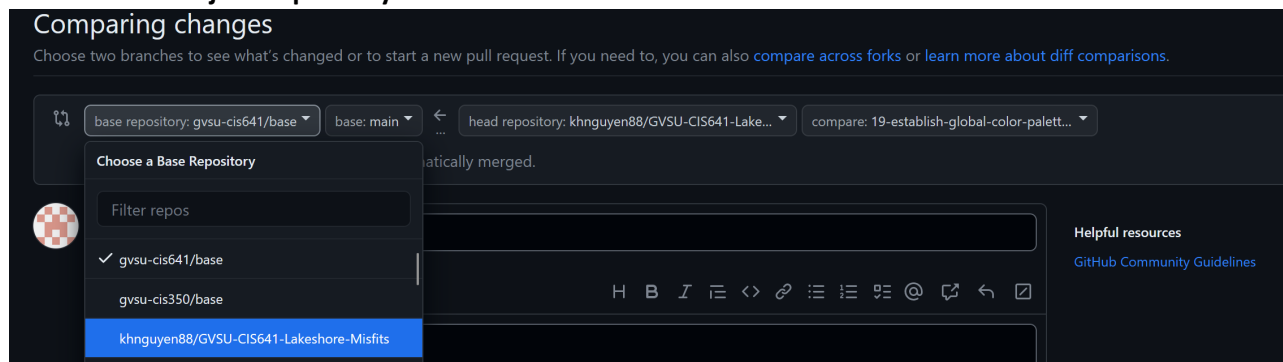 Comparing changes
Choose two branches to see what's changed or to start a new pull request. If you need to, you can also compare across forks or learn more about diff comparisons.
base repository: gvsu-cis641/base base: main ← ... head repository: khnguyen88/GVSU-CIS641-Lake... compare: 19-establish-global-color-palett...
Choose a Base Repository
atically merged.
Filter repos
Helpful resources
gvsu-cis641/base
GitHub Community Guidelines
gvsu-cis350/base
H B I <> @
khnguyen88/GVSU-CIS641-Lakeshore-Misfits